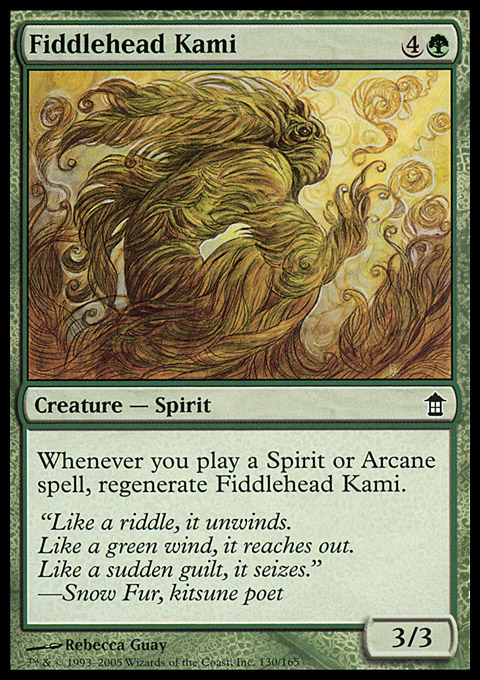 Fiddlehead Kami 4
Creature — Spirit
Whenever you play a Spirit or Arcane
spell, regenerate Fiddlehead Kami.
“Like a riddle, it unwinds.
Like a green wind, it reaches out.
Like a sudden guilt, it seizes.”
—Snow Fur, kitsune poet
3/3
Rebecca Guay
™ & © 1993–2005 Wizards of the Coast, Inc. 130/165